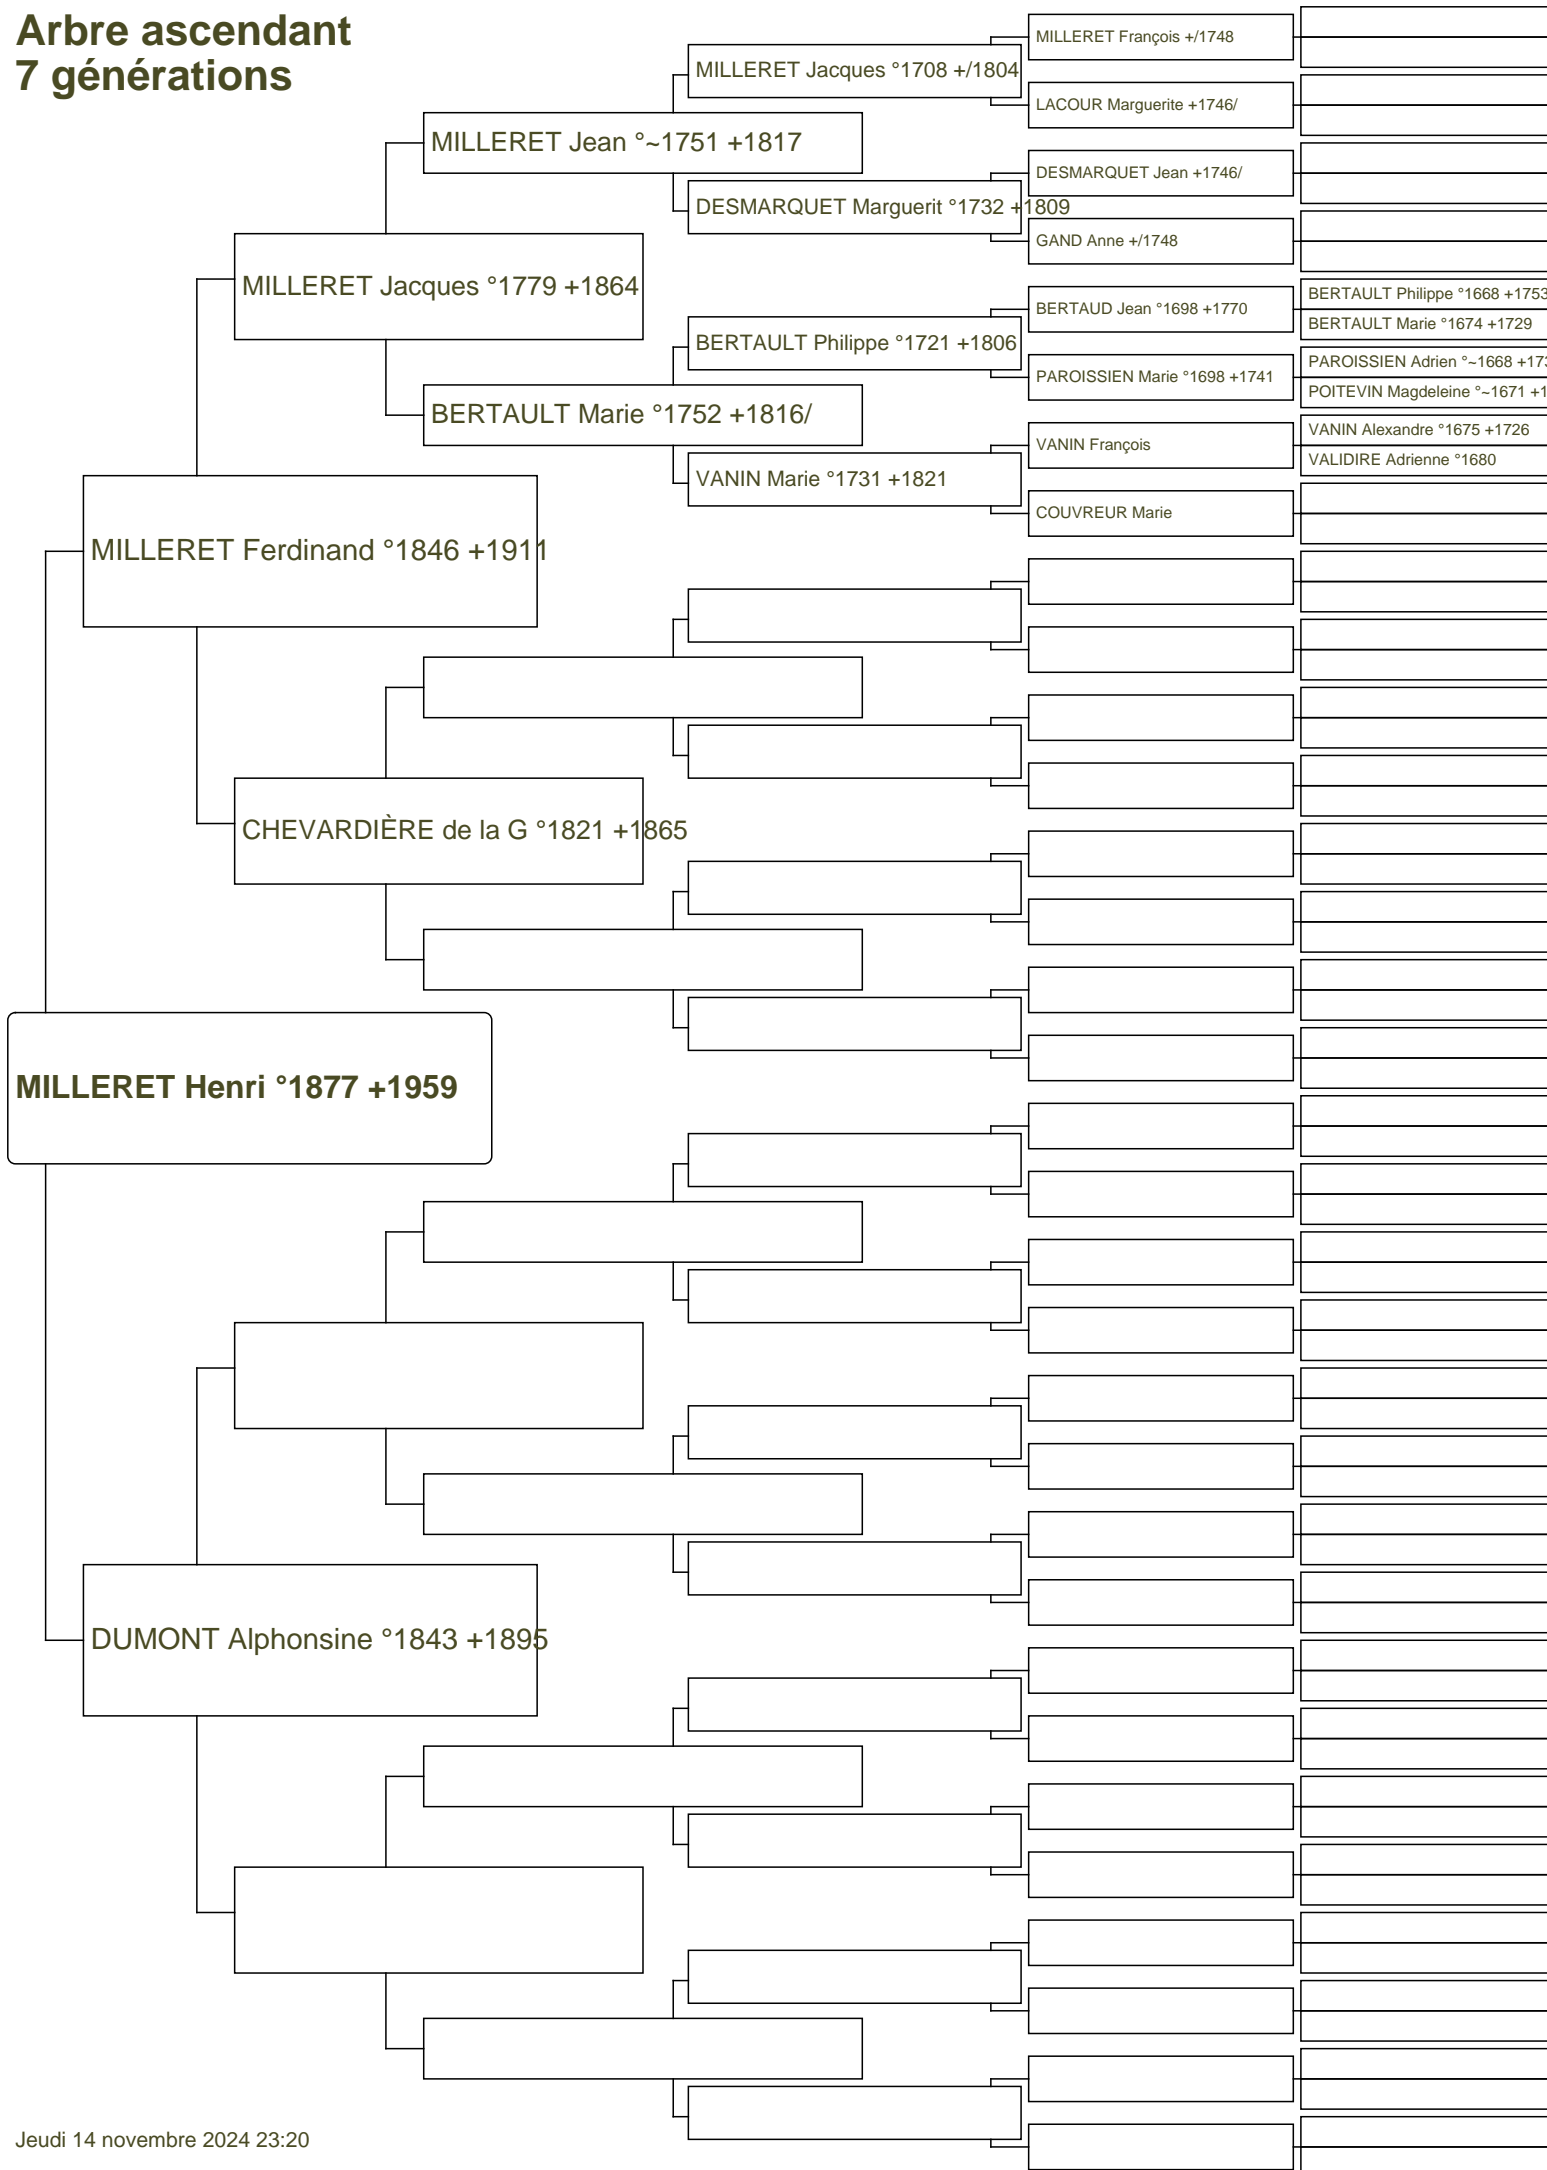 Arbre ascendant
7 générations
MILLERET Henri °1877 +1959
MILLERET Ferdinand °1846 +1911
DUMONT Alphonsine °1843 +1895
MILLERET Jacques °1779 +1864
CHEVARDIÈRE de la G °1821 +1865
MILLERET Jean °~1751 +1817
BERTAULT Marie °1752 +1816/
MILLERET Jacques °1708 +/1804
DESMARQUET Marguerit °1732 +1809
BERTAULT Philippe °1721 +1806
VANIN Marie °1731 +1821
MILLERET François +/1748
LACOUR Marguerite +1746/
DESMARQUET Jean +1746/
GAND Anne +/1748
BERTAUD Jean °1698 +1770
PAROISSIEN Marie °1698 +1741
VANIN François
COUVREUR Marie
BERTAULT Philippe °1668 +1753
BERTAULT Marie °1674 +1729
PAROISSIEN Adrien °~1668
POITEVIN Magdeleine °~1671
VANIN Alexandre °1675 +1726
VALIDIRE Adrienne °1680
Jeudi 14 novembre 2024 23:20